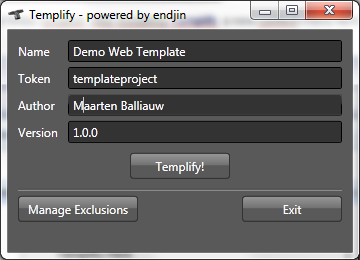 Templify - powered by endjin
Name Demo Web Template
Token templateproject
Author Maarten Balliauw
Version 1.0.0
Templify!
Manage Exclusions Exit